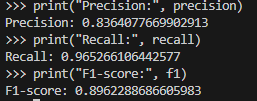 >>> print("Precision:", precision)
Precision: 0.8364077669902913
>>> print("Recall:", recall)
Recall: 0.965266106442577
>>> print("F1-score:", f1)
F1-score: 0.8962288686605983